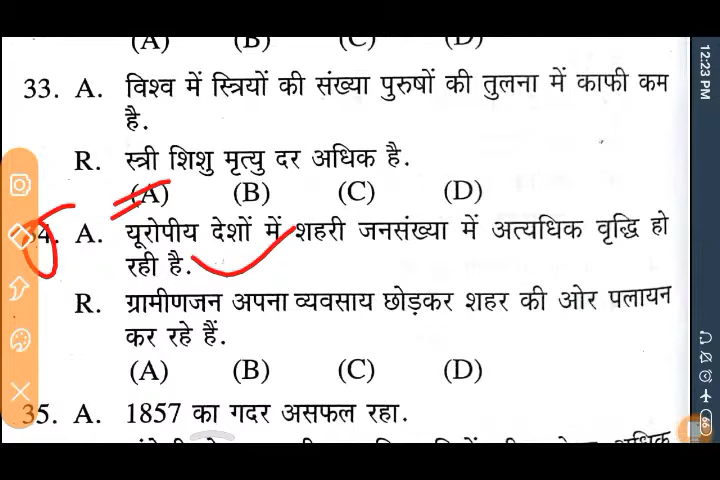 (A) (B) (C) (D)
33. A. विश्व में स्त्रियों की संख्या पुरुषों की तुलना में काफी कम
है.
R. स्त्री शिशु मृत्यु दर अधिक है.
(A) (B) (C) (D)
34. A. यूरोपीय देशों में शहरी जनसंख्या में अत्यधिक वृद्धि हो
रही है.
R. ग्रामीणजन अपना व्यवसाय छोड़कर शहर की ओर पलायन
कर रहे हैं.
(A) (B) (C) (D)
35. A. 1857 का गदर असफल रहा.
12:23 PM
66